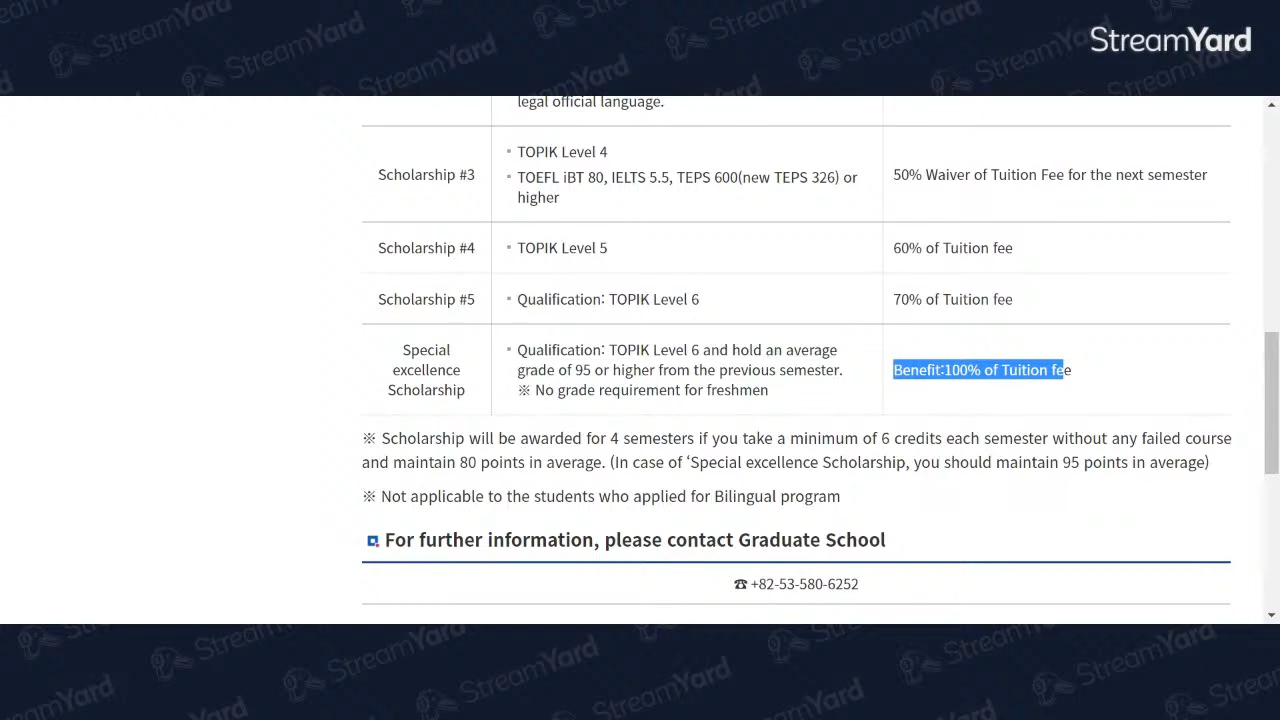 StreamYard
legal official language.
Scholarship #3
TOPIK Level 4
TOEFL iBT 80, IELTS 5.5, TEPS 600(new TEPS 326) or
higher
50% Waiver of Tuition Fee for the next semester
Scholarship #4
TOPIK Level 5
60% of Tuition fee
Scholarship #5
Qualification: TOPIK Level 6
70% of Tuition fee
Special
excellence
Scholarship
Qualification: TOPIK Level 6 and hold an average
grade of 95 or higher from the previous semester.
※ No grade requirement for freshmen
Benefit:100% of Tuition fee
※ Scholarship will be awarded for 4 semesters if you take a minimum of 6 credits each semester without any failed course
and maintain 80 points in average. (In case of ‘Special excellence Scholarship, you should maintain 95 points in average)
※ Not applicable to the students who applied for Bilingual program
For further information, please contact Graduate School
☎ +82-53-580-6252